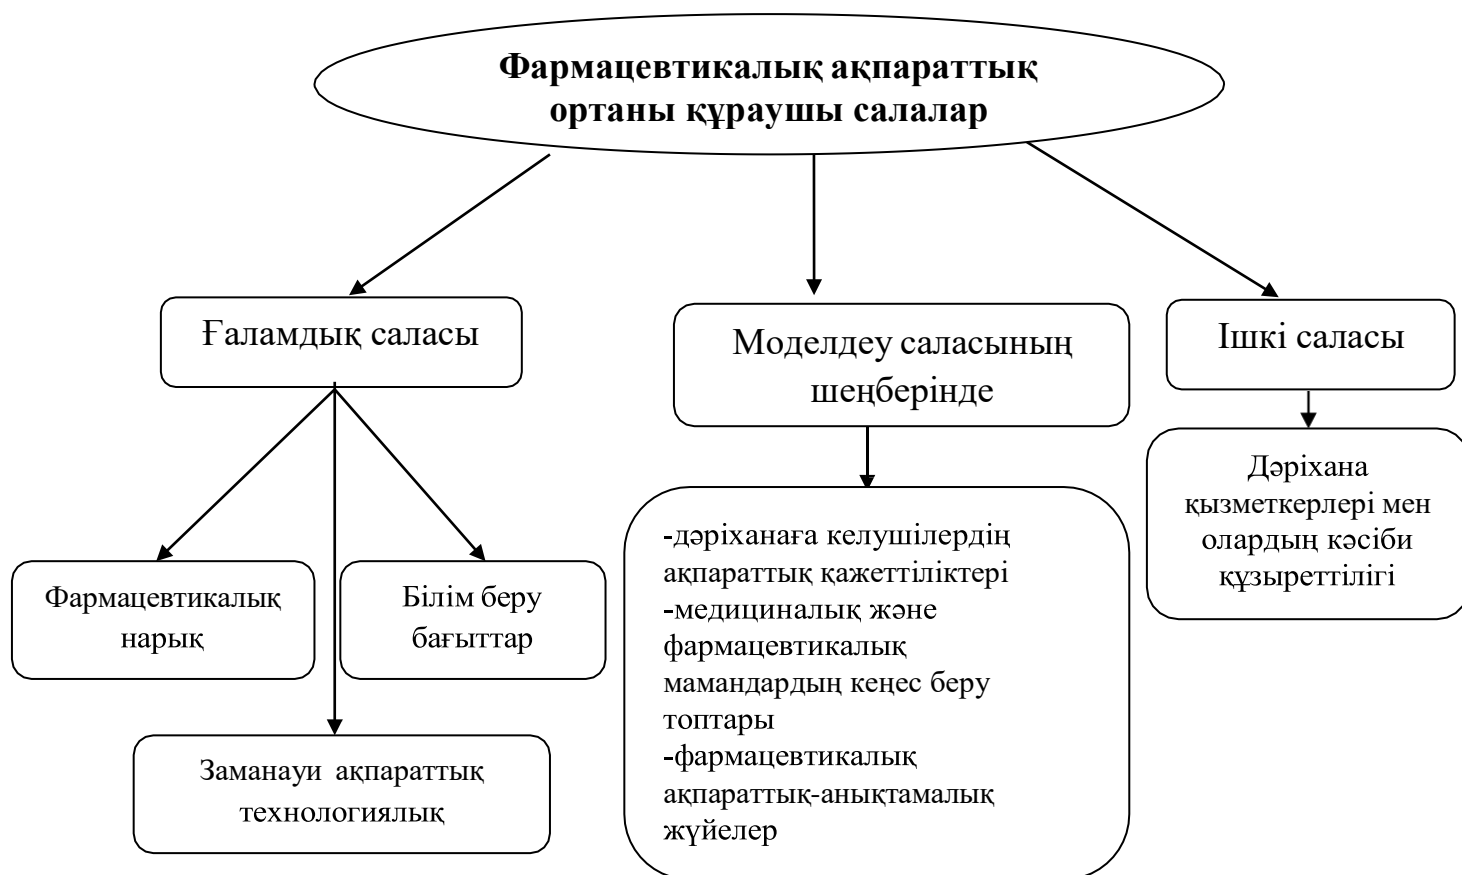 Фармацевтикалық ақпараттық
ортаны құраушы салалар
Ғаламдық саласы
Моделдеу саласының
шеңберінде
Ішкі саласы
Фармацевтикалық
нарық
Білім беру
бағыттар
Заманауи ақпараттық
технологиялық
-дәріханаға келушілердің
ақпараттық қажеттіліктері
-медициналық және
фармацевтикалық
мамандардың кеңес беру
топтары
-фармацевтикалық
ақпараттық-анықтамалық
жүйелер
Дәріхана
қызметкерлері мен
олардың кәсіби
құзыреттілігі